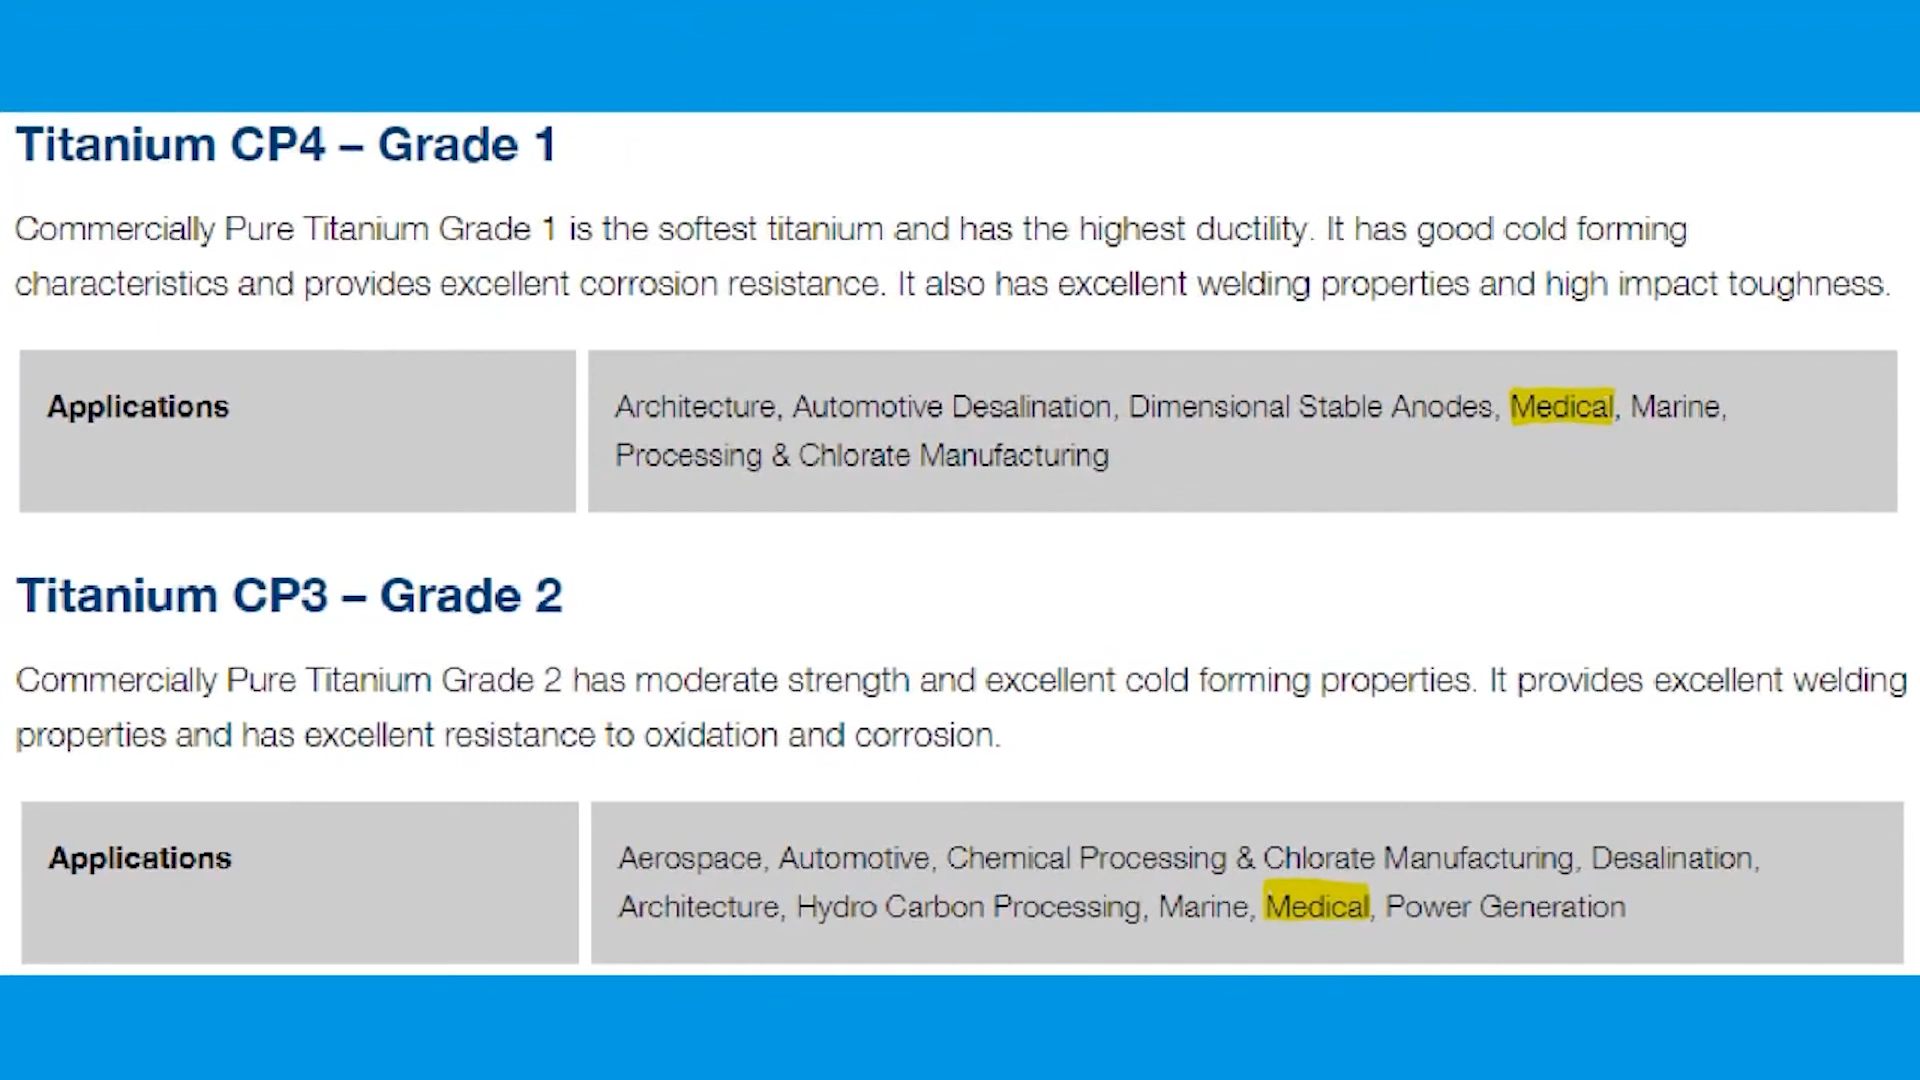 Titanium CP4 – Grade 1
Commercially Pure Titanium Grade 1 is the softest titanium and has the highest ductility. It has good cold forming
characteristics and provides excellent corrosion resistance. It also has excellent welding properties and high impact toughness.
Applications
Architecture, Automotive Desalination, Dimensional Stable Anodes, Medical, Marine,
Processing & Chlorate Manufacturing
Titanium CP3 – Grade 2
Commercially Pure Titanium Grade 2 has moderate strength and excellent cold forming properties. It provides excellent welding
properties and has excellent resistance to oxidation and corrosion.
Applications
Aerospace, Automotive, Chemical Processing & Chlorate Manufacturing, Desalination,
Architecture, Hydro Carbon Processing, Marine, Medical, Power Generation